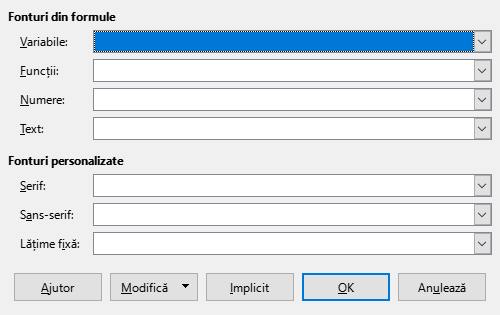 Fonturi din formule
Variabile:
Funcții:
Numere:
Text:
Fonturi personalizate
Serif:
Sans-serif:
Lățime fixă:
Ajutor Modifică Implicit OK Anulează